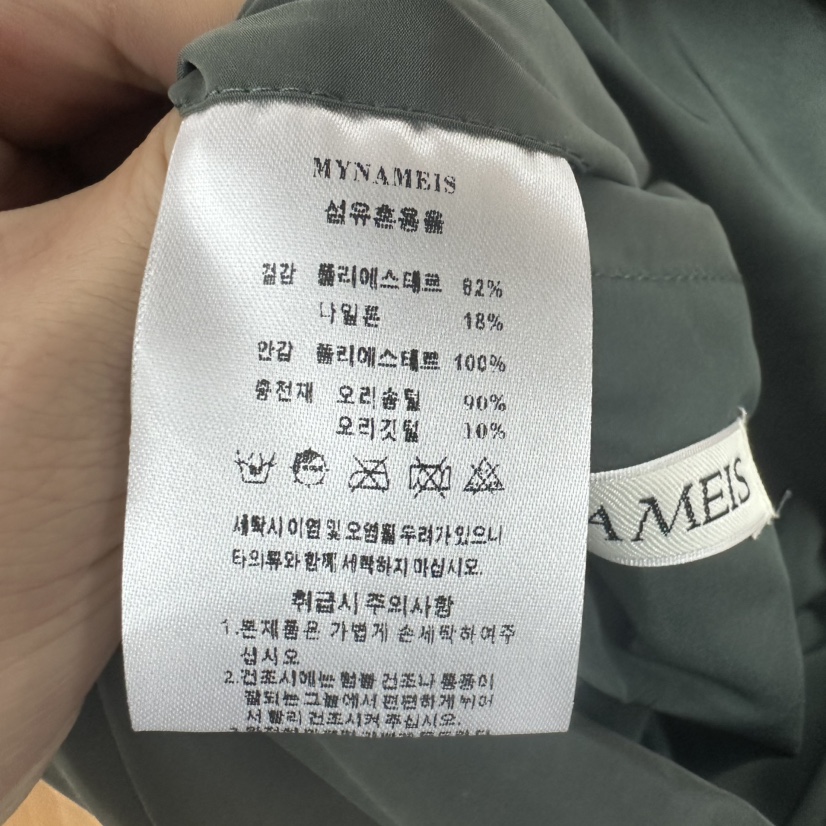 MYNAMEIS
섬유혼용율
겉감 폴리에스테르 82%
나일론 18%
안감 폴리에스테르 100%
충전재 오리솜털 90%
오리깃털 10%
세탁시 이염 및 오염될 우려가 있으니
타의류와 함께 세탁하지 마십시오.
취급시 주의사항
1.본제품은 가볍게 손세탁하여주
십시오
2.건조시에는 텀블 건조나 통풍이
잘되는 그늘에서 편편하게 뉘어
서 빨리 건조시켜 주십시오.
A MEIS